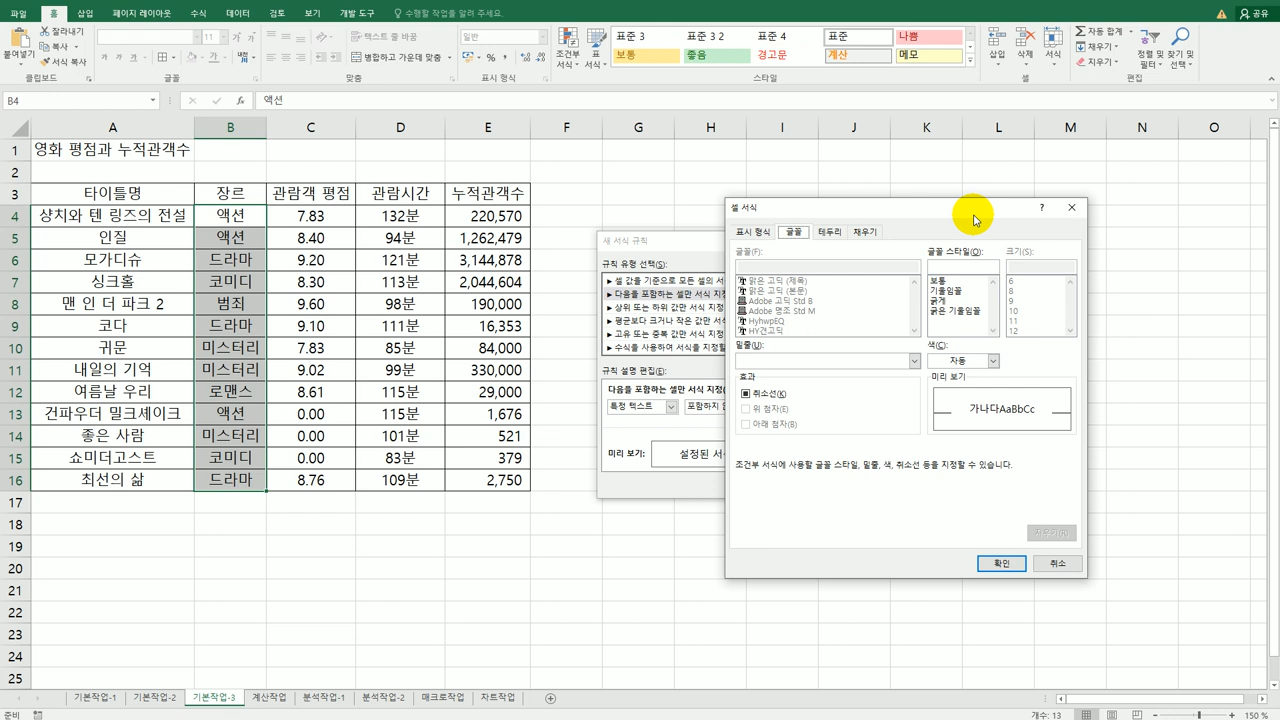 파일 홈 삽입 페이지 레이아웃 수식 데이터 검토 보기 개발 도구 수행할 작업을 알려 주세요. 공유
붙여넣기 잘라내기 복사 서식 복사 클립보드
11 가 가 글꼴
텍스트 줄 바꿈 병합하고 가운데 맞춤 맞춤
일반 % 표시 형식
조건부 서식 표 서식
표준 3 표준 3 2 표준 4 표준 나쁨
보통 좋음 경고문 계산 메모
스타일
삽입 삭제 서식 셀
자동 합계 채우기 지우기 정렬 및 필터 찾기 및 선택 편집
B4 fx 액션
A B C D E F G H I J K L M N O
1 영화 평점과 누적관객수
2
3 타이틀명 장르 관람객 평점 관람시간 누적관객수
4 샹치와 텐 링즈의 전설 액션 7.83 132분 220,570
5 인질 액션 8.40 94분 1,262,479
6 모가디슈 드라마 9.20 121분 3,144,878
7 싱크홀 코미디 8.30 113분 2,044,604
8 맨 인 더 파크 2 범죄 9.60 98분 190,000
9 코다 드라마 9.10 111분 16,353
10 귀문 미스터리 7.83 85분 84,000
11 내일의 기억 미스터리 9.02 99분 330,000
12 여름날 우리 로맨스 8.61 115분 29,000
13 건파우더 밀크셰이크 액션 0.00 115분 1,676
14 좋은 사람 미스터리 0.00 101분 521
15 쇼미더고스트 코미디 0.00 83분 379
16 최선의 삶 드라마 8.76 109분 2,750
17
18
19
20
21
22
23
24
25
새 서식 규칙
규칙 유형 선택(S):
► 셀 값을 기준으로 모든 셀의 서
► 다음을 포함하는 셀만 서식 지정
► 상위 또는 하위 값만 서식 지정
► 평균보다 크거나 작은 값만 서식
► 고유 또는 중복 값만 서식 지정
► 수식을 사용하여 서식을 지정할
규칙 설명 편집(E):
다음을 포함하는 셀만 서식 지정(
특정 텍스트 포함하지 않
미리 보기: 설정된 서
셀 서식 ?
표시 형식 글꼴 테두리 채우기
글꼴(F): 글꼴 스타일(O): 크기(S):
맑은 고딕 (제목) 보통 6
맑은 고딕 (본문) 기울임꼴 8
Adobe 고딕 Std B 굵게 9
Adobe 명조 Std M 굵은 기울임꼴 10
HyhwpEQ 11
HY견고딕 12
밑줄(U): 색(C):
자동
효과 미리 보기
취소선(K)
위 첨자(E) 가나다AaBbCc
아래 첨자(B)
조건부 서식에 사용할 글꼴 스타일, 밑줄, 색, 취소선 등을 지정할 수 있습니다.
지우기(R)
확인 취소
기본작업-1 기본작업-2 기본작업-3 계산작업 분석작업-1 분석작업-2 매크로작업 차트작업
준비 개수: 13 150 %